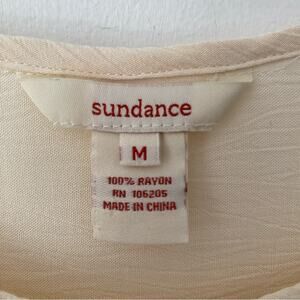 sundance
M
100% RAYON
RN 106205
MADE IN CHINA